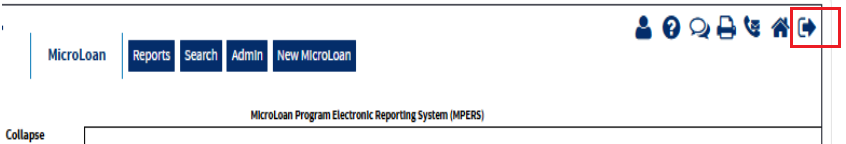 MicroLoan Reports Search Admin New MicroLoan
MicroLoan Program Electronic Reporting System (MPERS)
Collapse